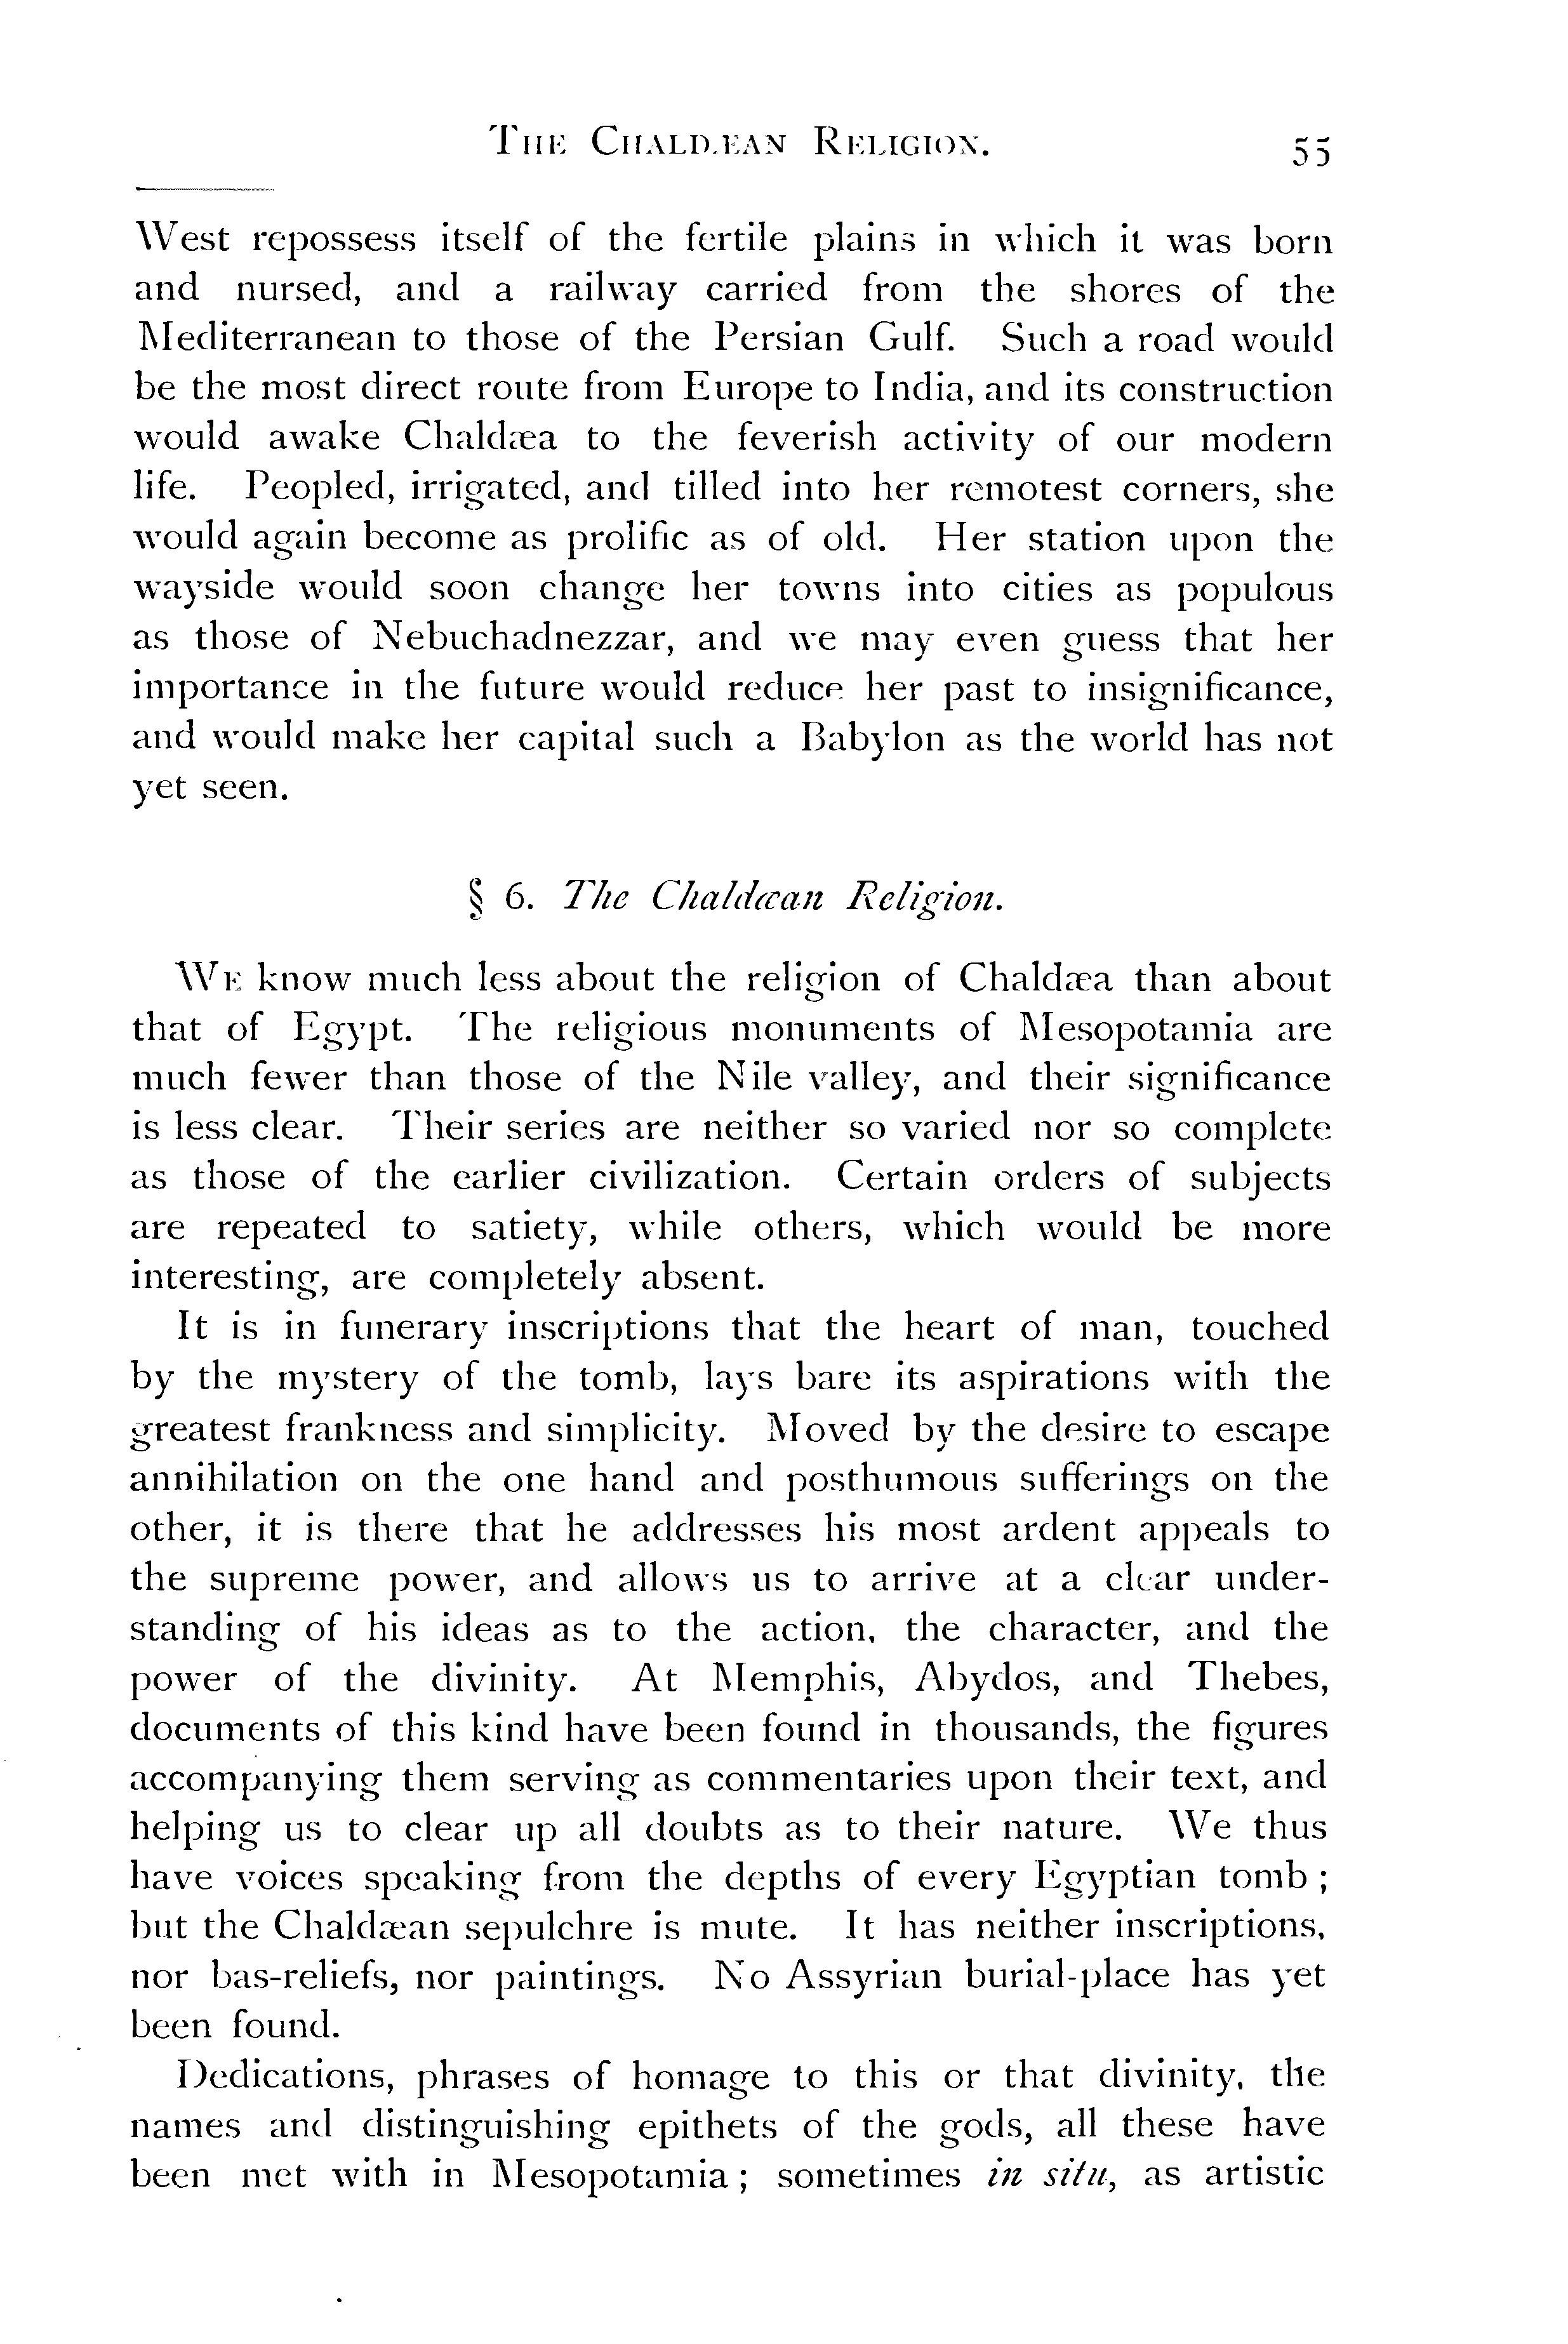 The Chaldæan Religion. 55
West repossess itself of the fertile plains in which it was born
and nursed, and a railway carried from the shores of the
Mediterranean to those of the Persian Gulf. Such a road would
be the most direct route from Europe to India, and its construction
would awake Chaldæa to the feverish activity of our modern
life. Peopled, irrigated, and tilled into her remotest corners, she
would again become as prolific as of old. Her station upon the
wayside would soon change her towns into cities as populous
as those of Nebuchadnezzar, and we may even guess that her
importance in the future would reduce her past to insignificance,
and would make her capital such a Babylon as the world has not
yet seen.
§ 6. The Chaldæan Religion.
We know much less about the religion of Chaldæa than about
that of Egypt. The religious monuments of Mesopotamia are
much fewer than those of the Nile valley, and their significance
is less clear. Their series are neither so varied nor so complete
as those of the earlier civilization. Certain orders of subjects
are repeated to satiety, while others, which would be more
interesting, are completely absent.
It is in funerary inscriptions that the heart of man, touched
by the mystery of the tomb, lays bare its aspirations with the
greatest frankness and simplicity. Moved by the desire to escape
annihilation on the one hand and posthumous sufferings on the
other, it is there that he addresses his most ardent appeals to
the supreme power, and allows us to arrive at a clear under-
standing of his ideas as to the action, the character, and the
power of the divinity. At Memphis, Abydos, and Thebes,
documents of this kind have been found in thousands, the figures
accompanying them serving as commentaries upon their text, and
helping us to clear up all doubts as to their nature. We thus
have voices speaking from the depths of every Egyptian tomb ;
but the Chaldæan sepulchre is mute. It has neither inscriptions,
nor bas-reliefs, nor paintings. No Assyrian burial-place has yet
been found.
Dedications, phrases of homage to this or that divinity, the
names and distinguishing epithets of the gods, all these have
been met with in Mesopotamia ; sometimes in situ, as artistic